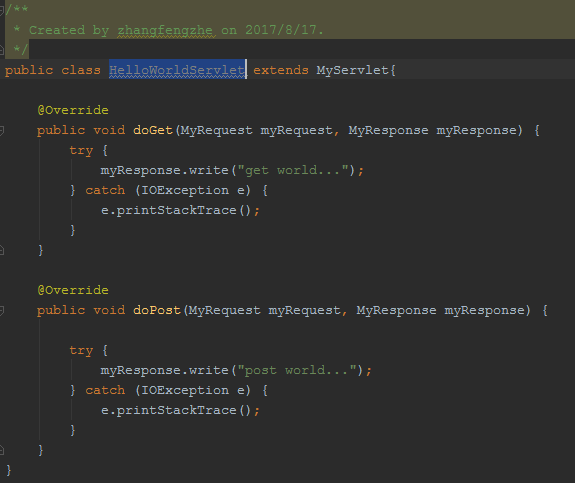 /**
 * Created by zhangfengzhe on 2017/8/17.
 */
public class HelloWorldServlet extends MyServlet{
    @Override
    public void doGet(MyRequest myRequest, MyResponse myResponse) {
        try {
            myResponse.write("get world...");
        } catch (IOException e) {
            e.printStackTrace();
        }
    }
    @Override
    public void doPost(MyRequest myRequest, MyResponse myResponse) {
        try {
            myResponse.write("post world...");
        } catch (IOException e) {
            e.printStackTrace();
        }
    }
}